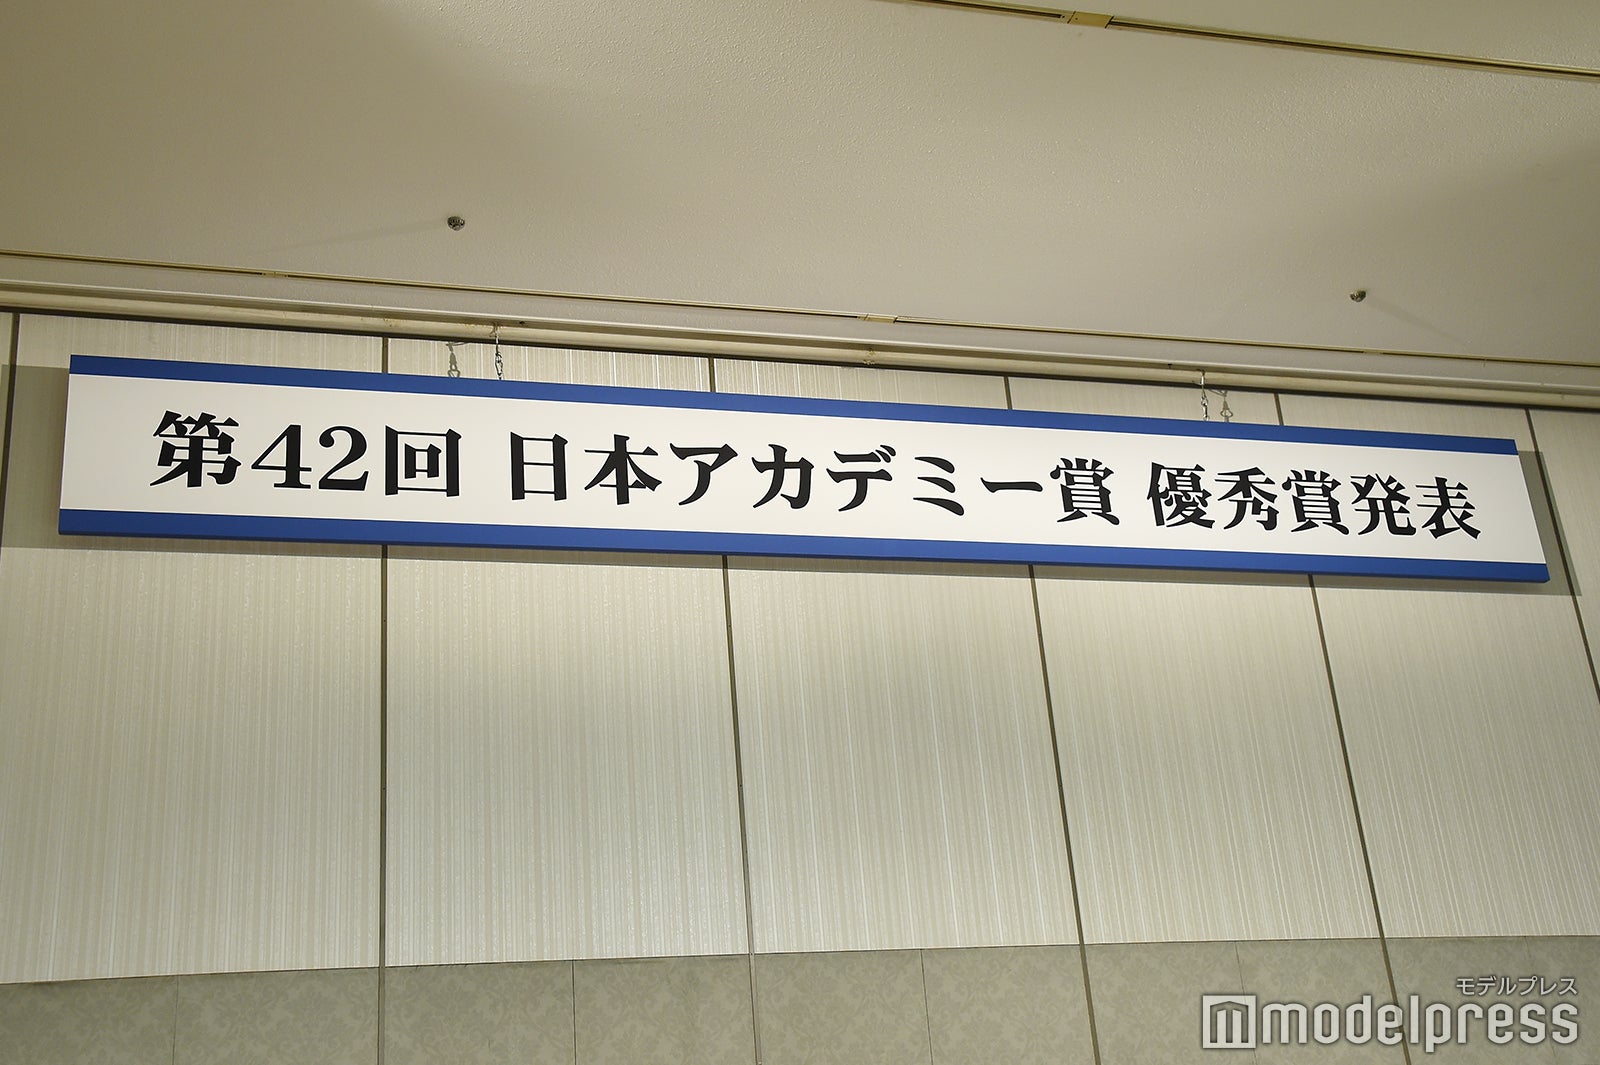 第42回 日本アカデミー賞 優秀賞発表
モデルプレス
modelpress